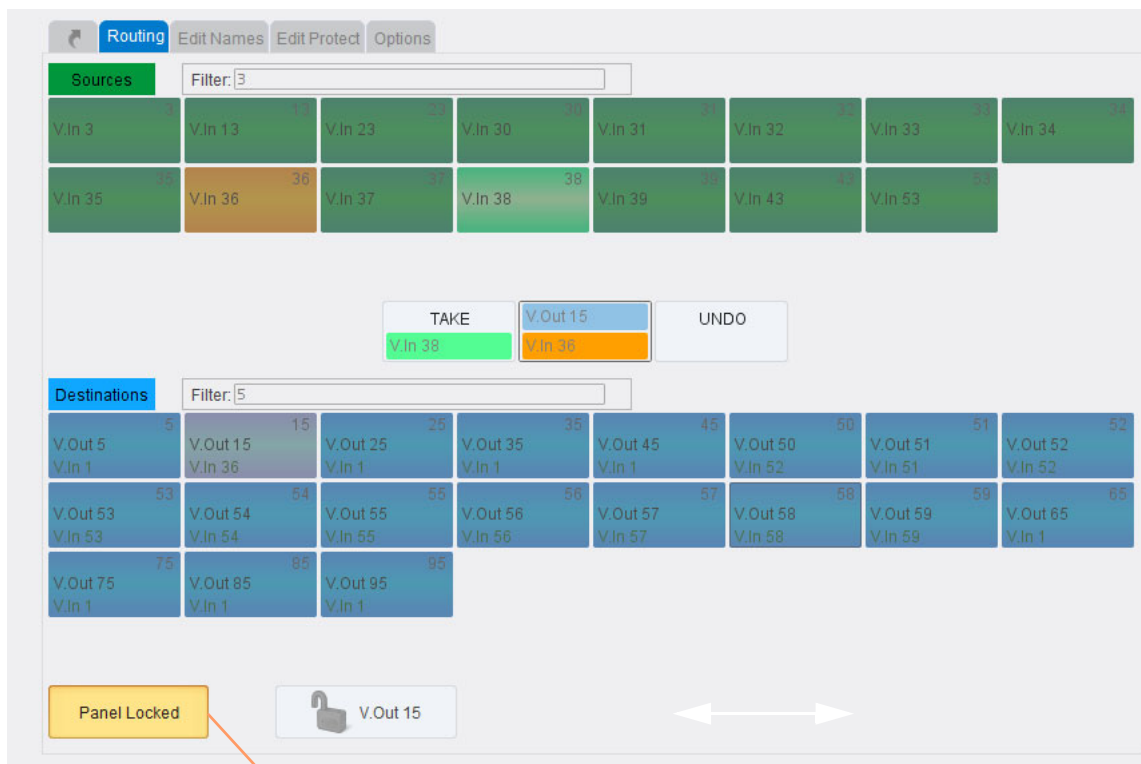 Routing Edit Names Edit Protect Options
Sources Filter: 3
3 13 23 30 31 32 33 34
V.In 3 V.In 13 V.In 23 V.In 30 V.In 31 V.In 32 V.In 33 V.In 34
35 36 37 38 39 43 53
V.In 35 V.In 36 V.In 37 V.In 38 V.In 39 V.In 43 V.In 53
TAKE V.Out 15 UNDO
V.In 38 V.In 36
Destinations Filter: 5
5 15 25 35 45 50 51 52
V.Out 5 V.Out 15 V.Out 25 V.Out 35 V.Out 45 V.Out 50 V.Out 51 V.Out 52
V.In 1 V.In 36 V.In 1 V.In 1 V.In 1 V.In 52 V.In 51 V.In 52
53 54 55 56 57 58 59 65
V.Out 53 V.Out 54 V.Out 55 V.Out 56 V.Out 57 V.Out 58 V.Out 59 V.Out 65
V.In 53 V.In 54 V.In 55 V.In 56 V.In 57 V.In 58 V.In 59 V.In 1
75 85 95
V.Out 75 V.Out 85 V.Out 95
V.In 1 V.In 1 V.In 1
Panel Locked V.Out 15